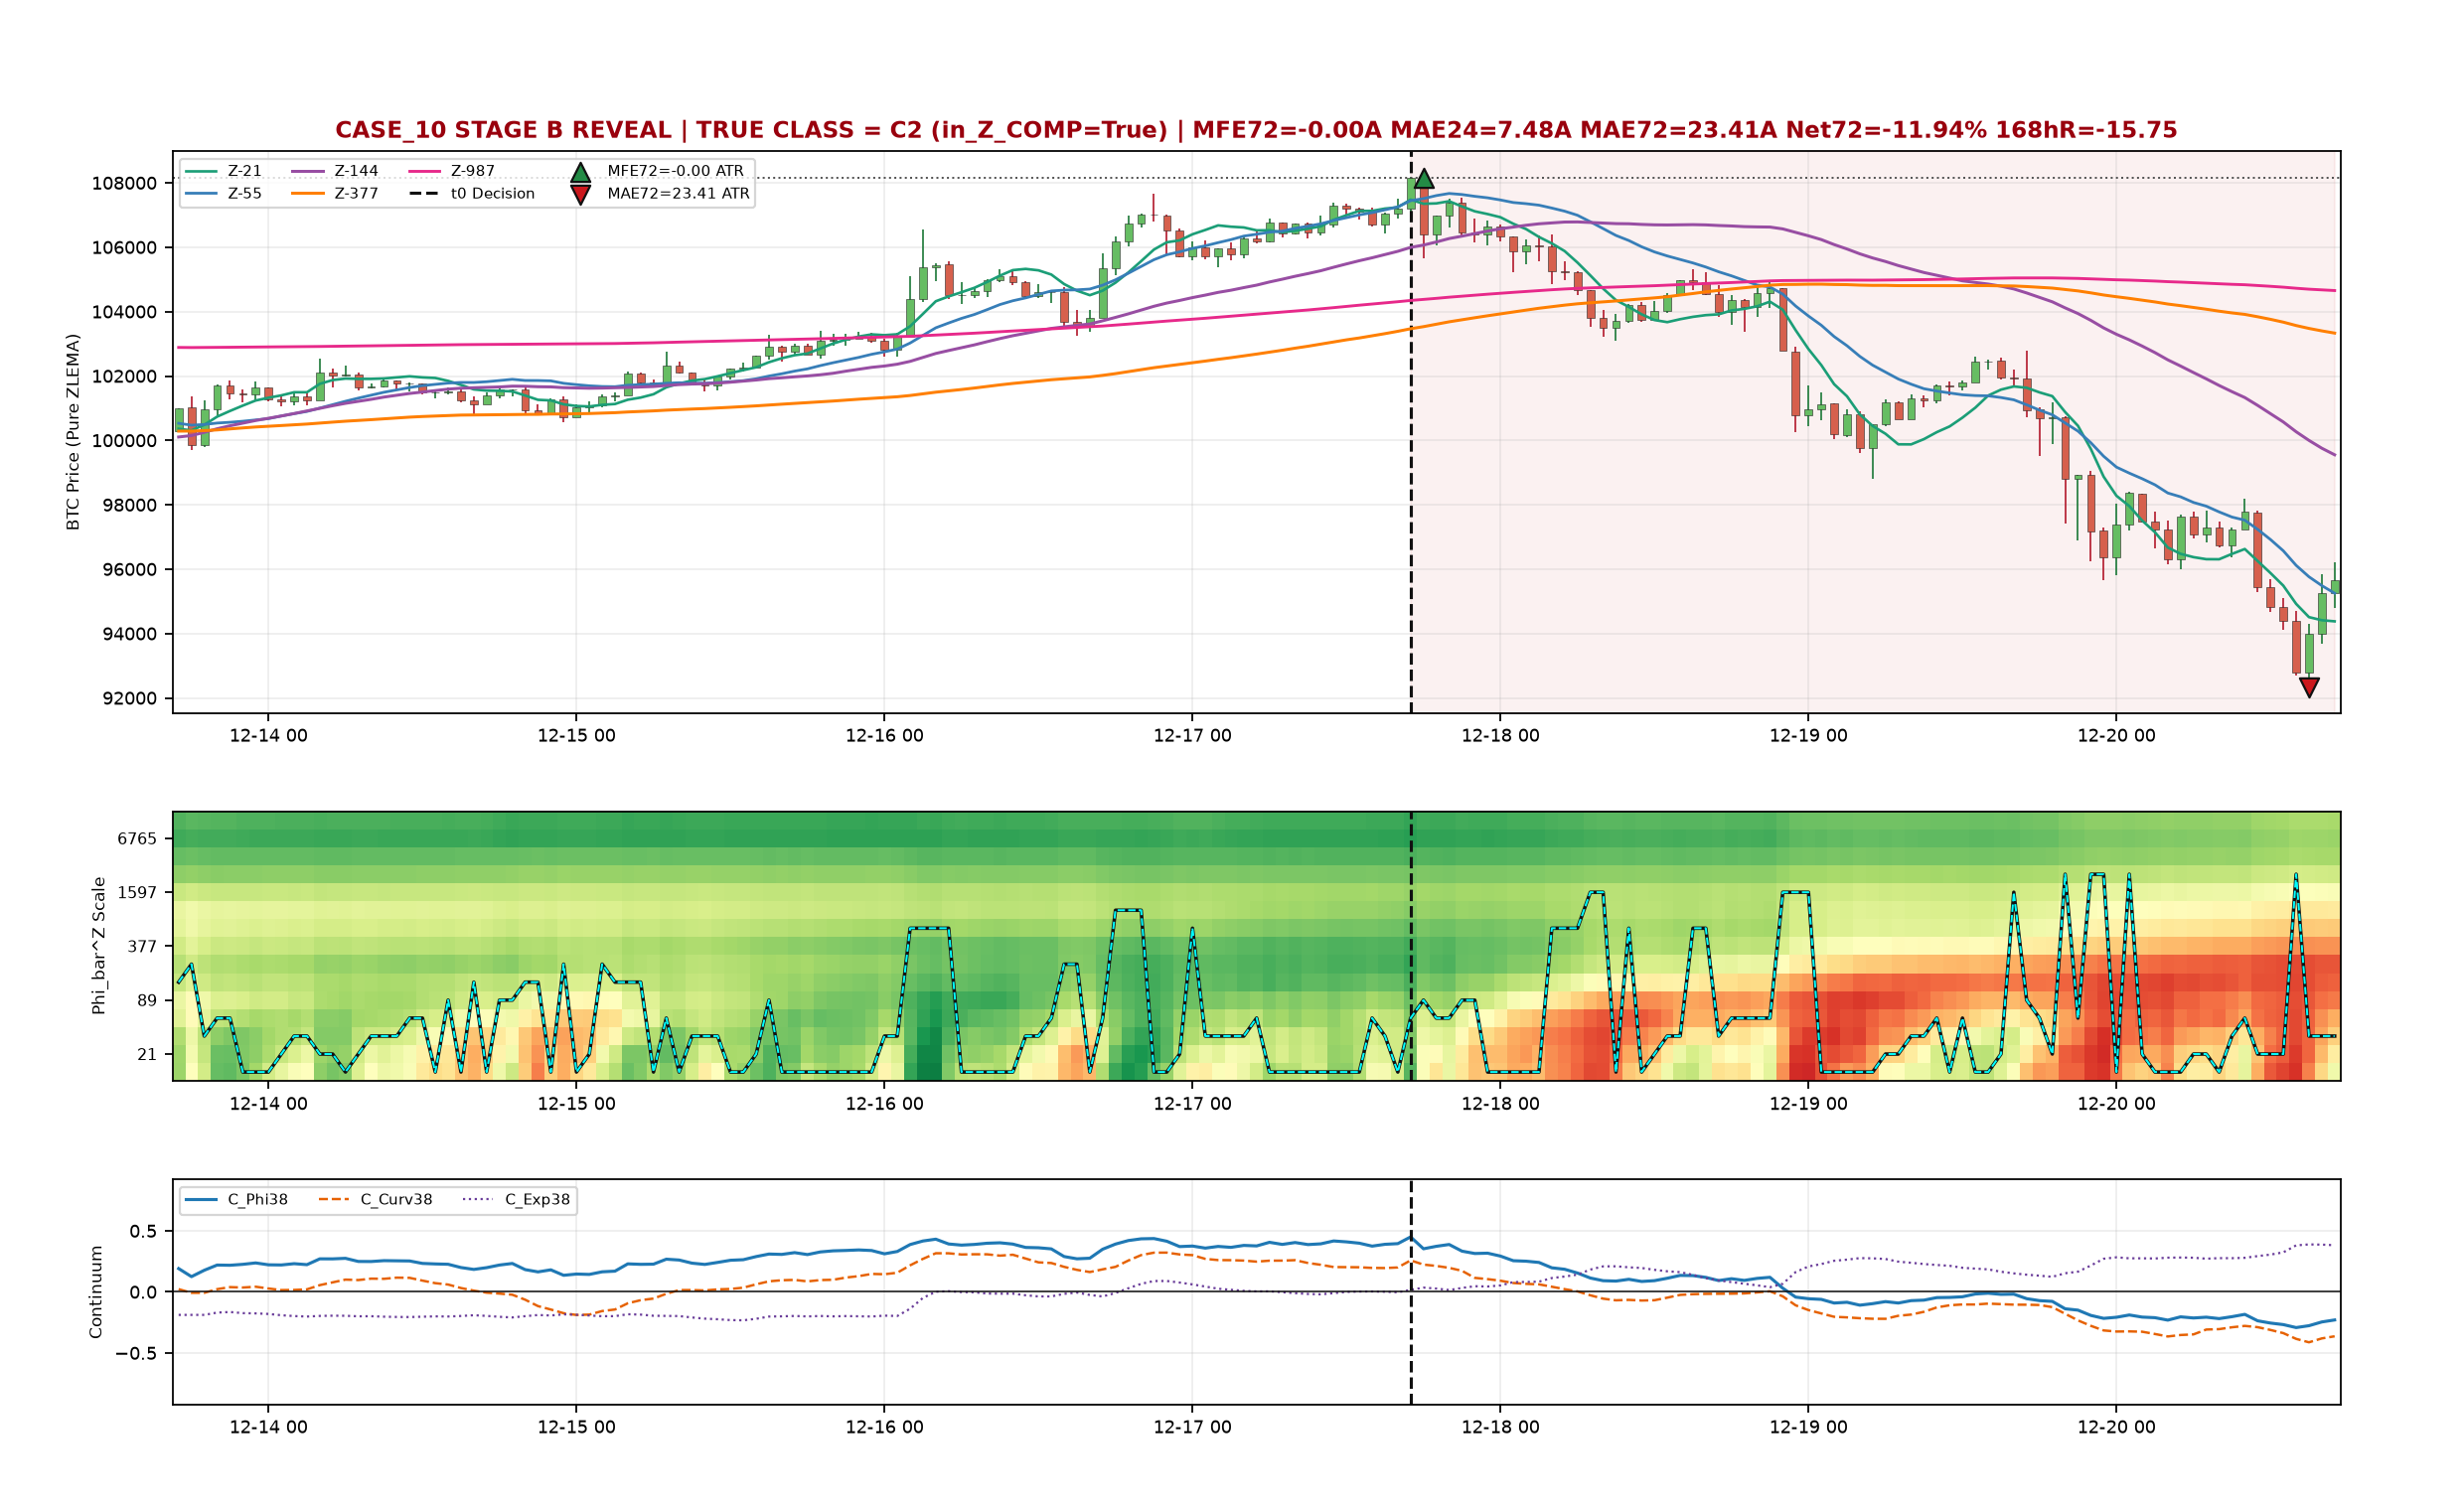 CASE_10 STAGE B REVEAL | TRUE CLASS = C2 (in_Z_COMP=True) | MFE72=-0.00A MAE24=7.48A MAE72=23.41A Net72=-11.94% 168hR=-15.75
Z-21 Z-144 Z-987 MFE72=-0.00 ATR
Z-55 Z-377 t0 Decision MAE72=23.41 ATR
BTC Price (Pure ZLEMA)
108000
106000
104000
102000
100000
98000
96000
94000
92000
12-14 00 12-15 00 12-16 00 12-17 00 12-18 00 12-19 00 12-20 00
Phi_bar^Z Scale
6765
1597
377
89
21
12-14 00 12-15 00 12-16 00 12-17 00 12-18 00 12-19 00 12-20 00
C_Phi38 C_Curv38 C_Exp38
Continuum
0.5
0.0
−0.5
12-14 00 12-15 00 12-16 00 12-17 00 12-18 00 12-19 00 12-20 00